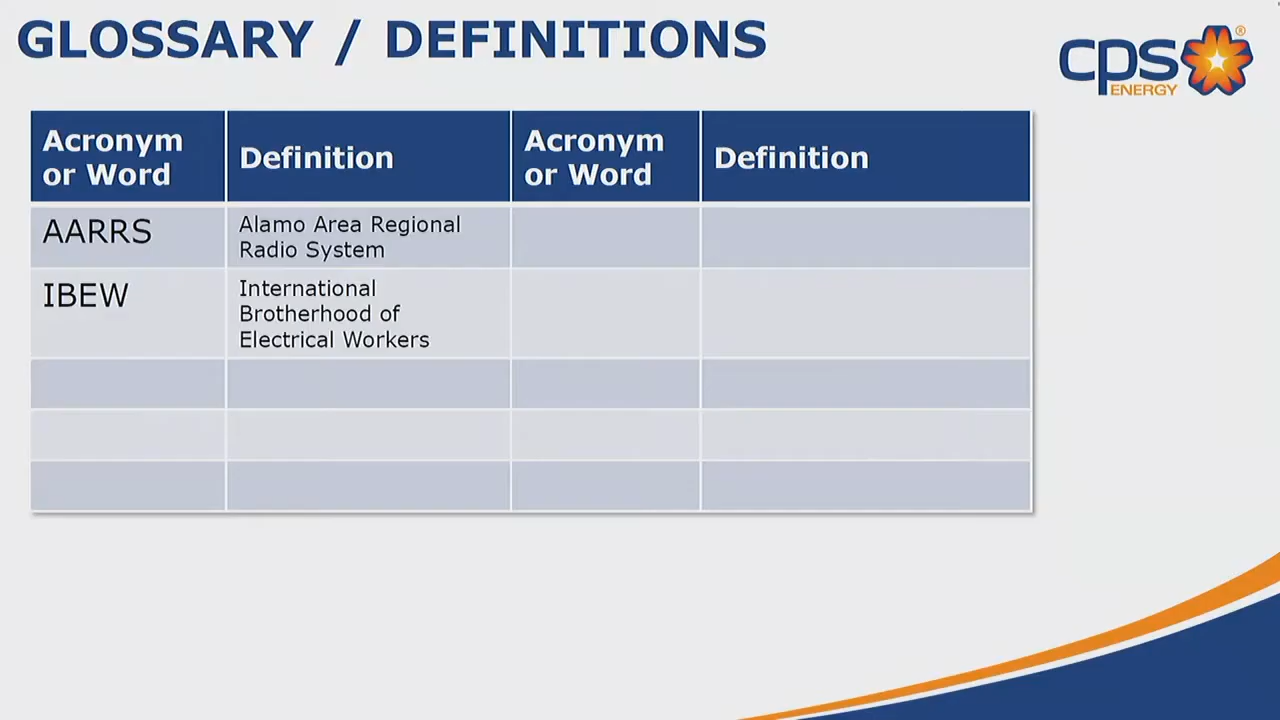 GLOSSARY / DEFINITIONS
cps
ENERGY
®
Acronym
or Word
Definition
Acronym
or Word
Definition
AARRS
Alamo Area Regional
Radio System
IBEW
International
Brotherhood of
Electrical Workers